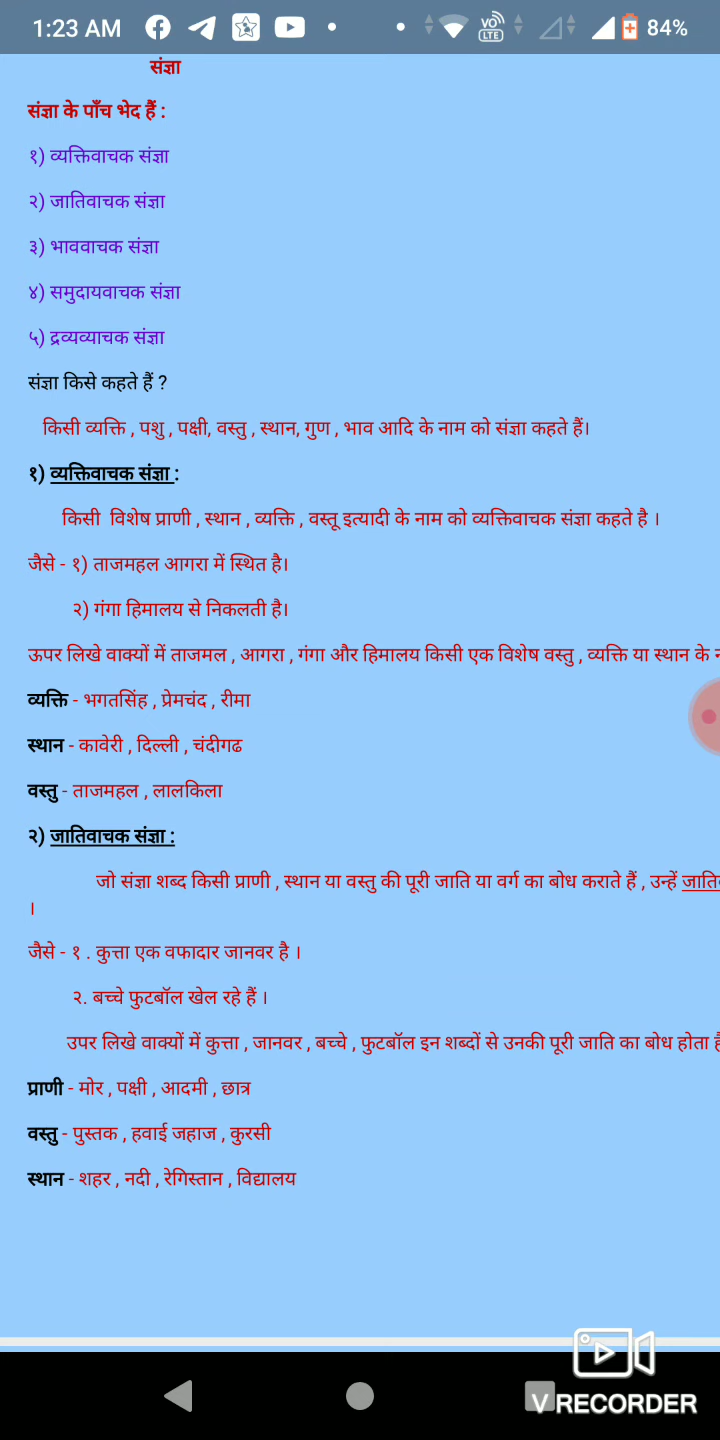 1:23 AM VO LTE 84%
संज्ञा
संज्ञा के पाँच भेद हैं :
१) व्यक्तिवाचक संज्ञा
२) जातिवाचक संज्ञा
३) भाववाचक संज्ञा
४) समुदायवाचक संज्ञा
५) द्रव्यव्याचक संज्ञा
संज्ञा किसे कहते हैं ?
किसी व्यक्ति , पशु , पक्षी, वस्तु , स्थान, गुण , भाव आदि के नाम को संज्ञा कहते हैं।
१) व्यक्तिवाचक संज्ञा :
किसी विशेष प्राणी , स्थान , व्यक्ति , वस्तू इत्यादी के नाम को व्यक्तिवाचक संज्ञा कहते है ।
जैसे - १) ताजमहल आगरा में स्थित है।
२) गंगा हिमालय से निकलती है।
ऊपर लिखे वाक्यों में ताजमल , आगरा , गंगा और हिमालय किसी एक विशेष वस्तु , व्यक्ति या स्थान के
व्यक्ति - भगतसिंह , प्रेमचंद , रीमा
स्थान - कावेरी , दिल्ली , चंदीगढ
वस्तु - ताजमहल , लालकिला
२) जातिवाचक संज्ञा :
जो संज्ञा शब्द किसी प्राणी , स्थान या वस्तु की पूरी जाति या वर्ग का बोध कराते हैं , उन्हें जाति
।
जैसे - १ . कुत्ता एक वफादार जानवर है ।
२. बच्चे फुटबॉल खेल रहे हैं ।
उपर लिखे वाक्यों में कुत्ता , जानवर , बच्चे , फुटबॉल इन शब्दों से उनकी पूरी जाति का बोध होता
प्राणी - मोर , पक्षी , आदमी , छात्र
वस्तु - पुस्तक , हवाई जहाज , कुरसी
स्थान - शहर , नदी , रेगिस्तान , विद्यालय
V RECORDER